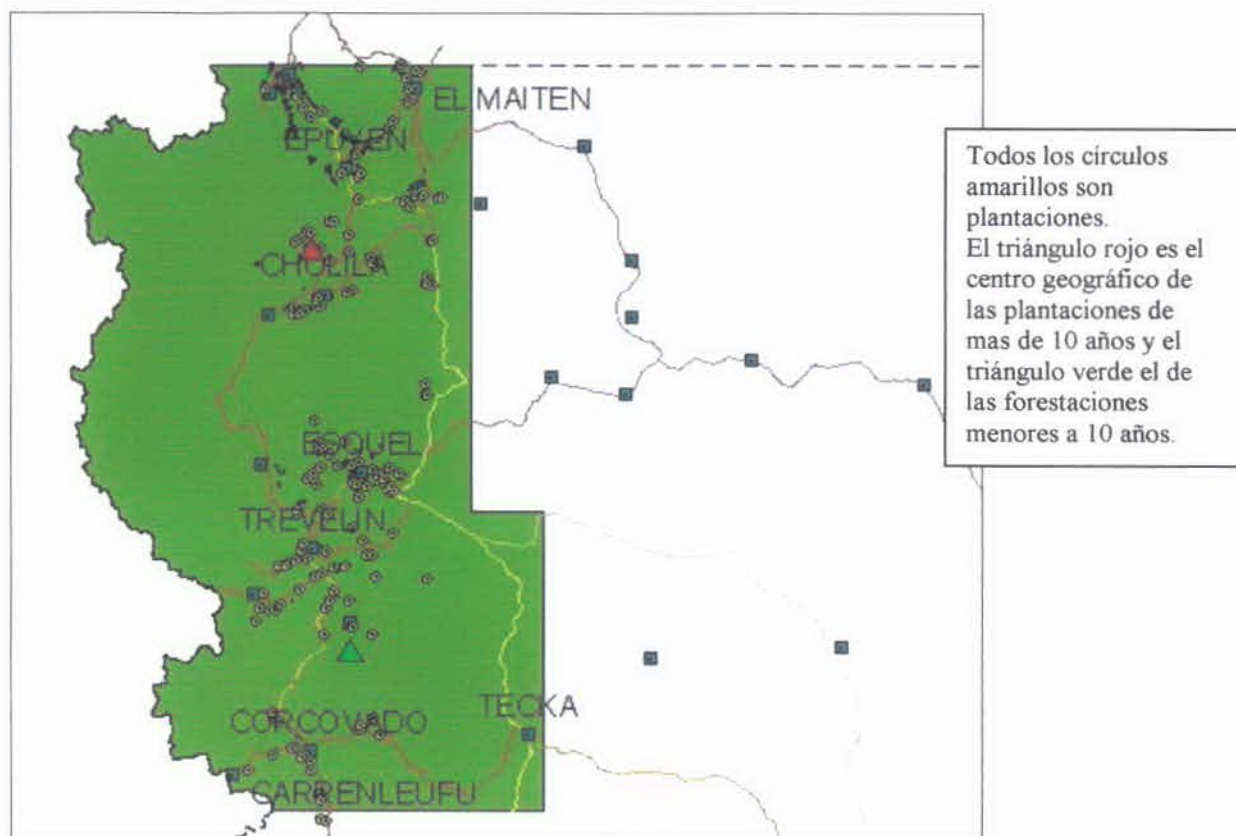 EL MAITEN
EPUYEN
CHOLILA
ESQUEL
TREVELIN
TECKA
CORCOVADO
CARRENLEUFU
Todos los círculos
amarillos son
plantaciones.
El triángulo rojo es el
centro geográfico de
las plantaciones de
mas de 10 años y el
triángulo verde el de
las forestaciones
menores a 10 años.